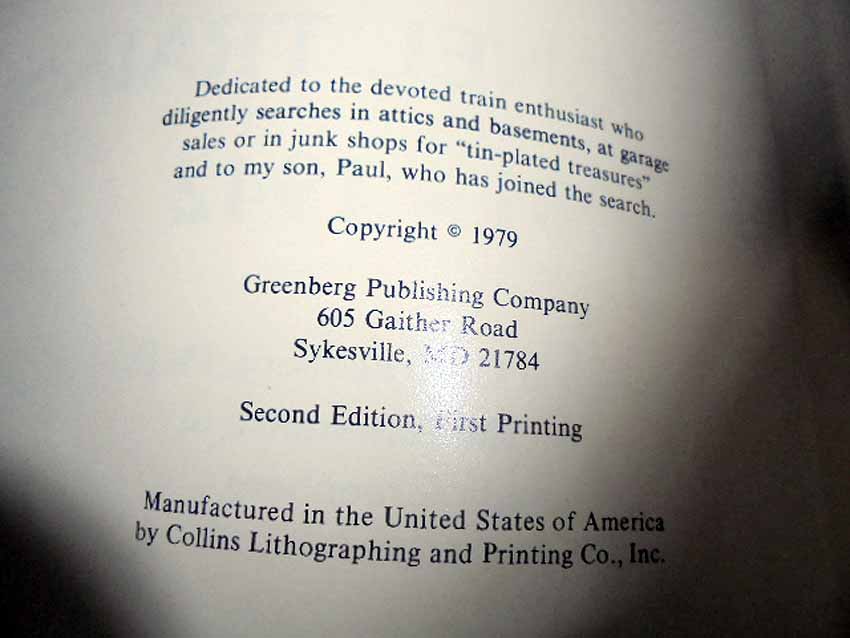 Dedicated to the devoted train enthusiast who
diligently searches in attics and basements, at garage
sales or in junk shops for "tin-plated treasures"
and to my son, Paul, who has joined the search.
Copyright © 1979
Greenberg Publishing Company
605 Gaither Road
Sykesville, MD 21784
Second Edition, First Printing
Manufactured in the United States of America
by Collins Lithographing and Printing Co., Inc.